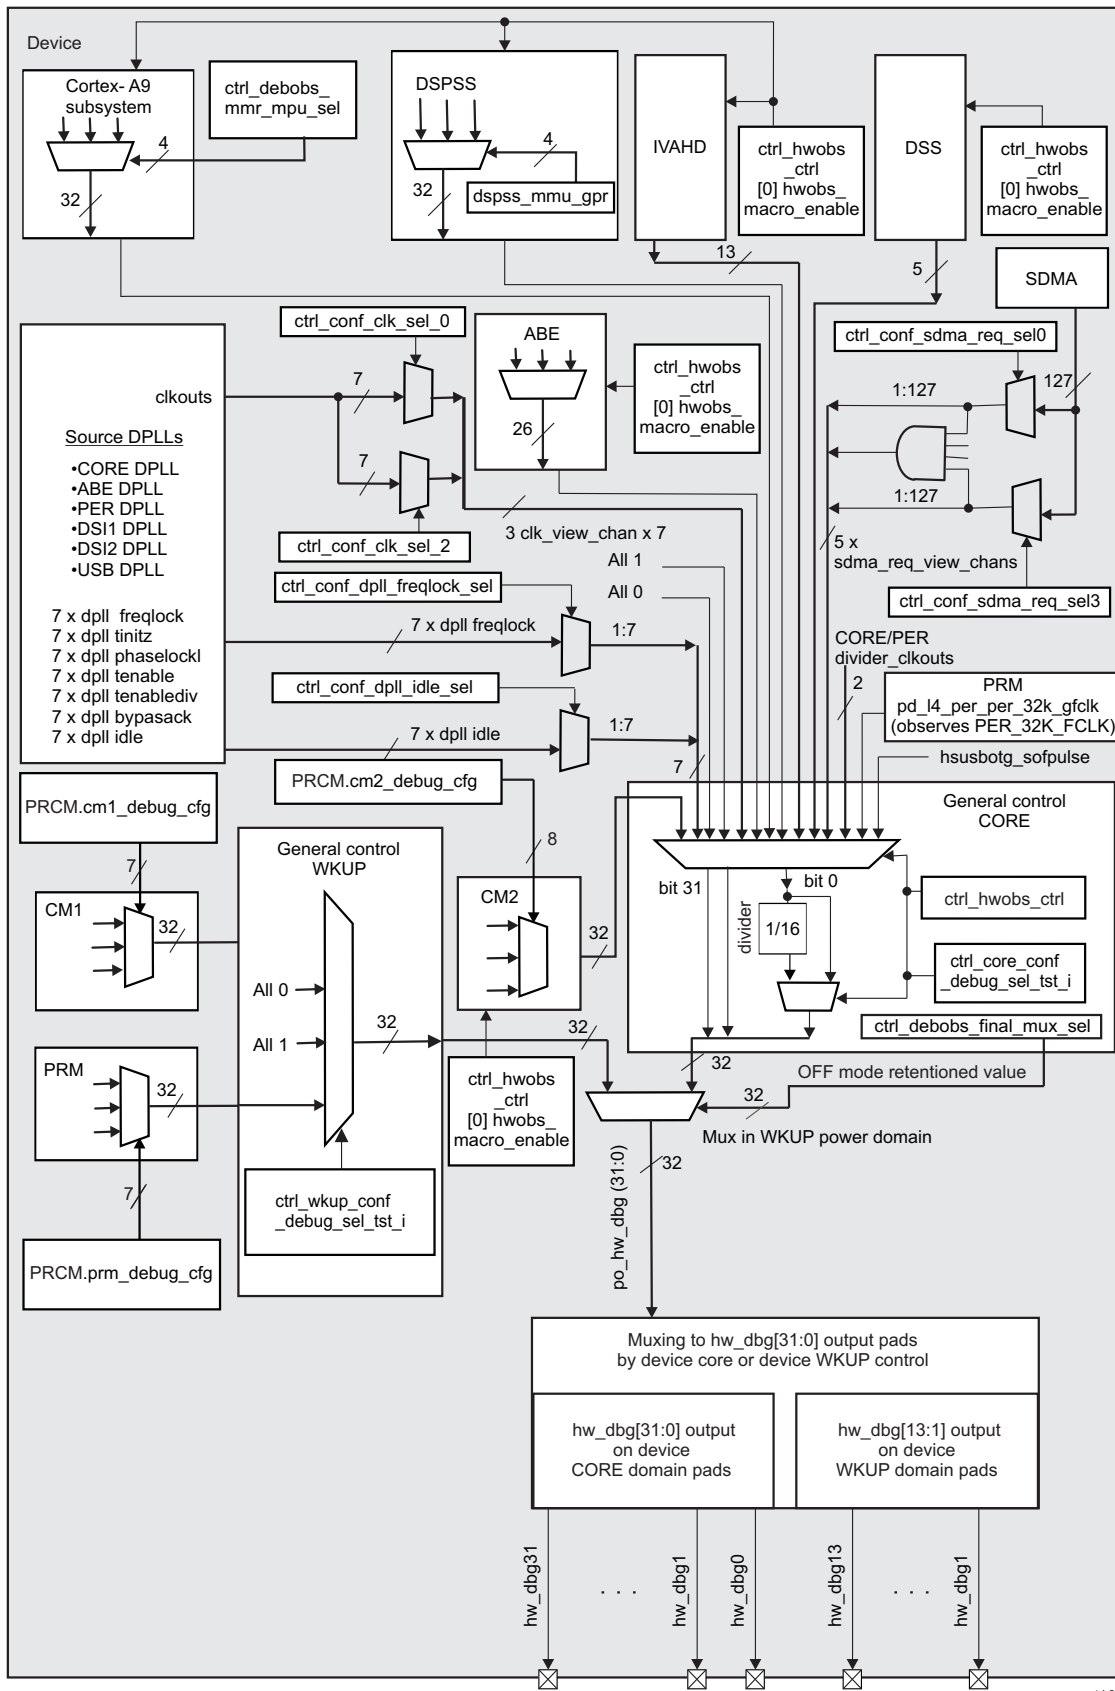 Device
Cortex- A9
subsystem
4
32
ctrl_debobs_
mmr_mpu_sel
DSPSS
4
32
dspss_mmu_gpr
IVAHD
13
ctrl_hwobs
_ctrl
[0] hwobs_
macro_enable
DSS
5
ctrl_hwobs
_ctrl
[0] hwobs_
macro_enable
SDMA
ctrl_conf_sdma_req_sel0
127
1:127
1:127
5 x
sdma_req_view_chans
ctrl_conf_sdma_req_sel3
ctrl_conf_clk_sel_0
7
7
ctrl_conf_clk_sel_2
ABE
26
ctrl_hwobs
_ctrl
[0] hwobs_
macro_enable
clkouts
Source DPLLs
•CORE DPLL
•ABE DPLL
•PER DPLL
•DSI1 DPLL
•DSI2 DPLL
•USB DPLL
7 x dpll freqlock
7 x dpll tinitz
7 x dpll phaselockl
7 x dpll tenable
7 x dpll tenablediv
7 x dpll bypasack
7 x dpll idle
3 clk_view_chan x 7
All 1
All 0
ctrl_conf_dpll_freqlock_sel
7 x dpll freqlock
1:7
ctrl_conf_dpll_idle_sel
7 x dpll idle
1:7
7
CORE/PER
divider_clkouts
2
PRM
pd_l4_per_per_32k_gfclk
(observes PER_32K_FCLK)
hsusbotg_sofpulse
PRCM.cm2_debug_cfg
8
PRCM.cm1_debug_cfg
7
CM1
32
General control
WKUP
All 0
All 1
32
ctrl_wkup_conf
_debug_sel_tst_i
PRM
32
7
PRCM.prm_debug_cfg
CM2
32
ctrl_hwobs
_ctrl
[0] hwobs_
macro_enable
General control
CORE
bit 31
bit 0
divider
1/16
ctrl_hwobs_ctrl
ctrl_core_conf
_debug_sel_tst_i
ctrl_debobs_final_mux_sel
32
32
OFF mode retentioned value
32
Mux in WKUP power domain
32
po_hw_dbg (31:0)
Muxing to hw_dbg[31:0] output pads
by device core or device WKUP control
hw_dbg[31:0] output
on device
CORE domain pads
hw_dbg[13:1] output
on device
WKUP domain pads
hw_dbg31
. . .
hw_dbg1
hw_dbg0
hw_dbg13
. . .
hw_dbg1